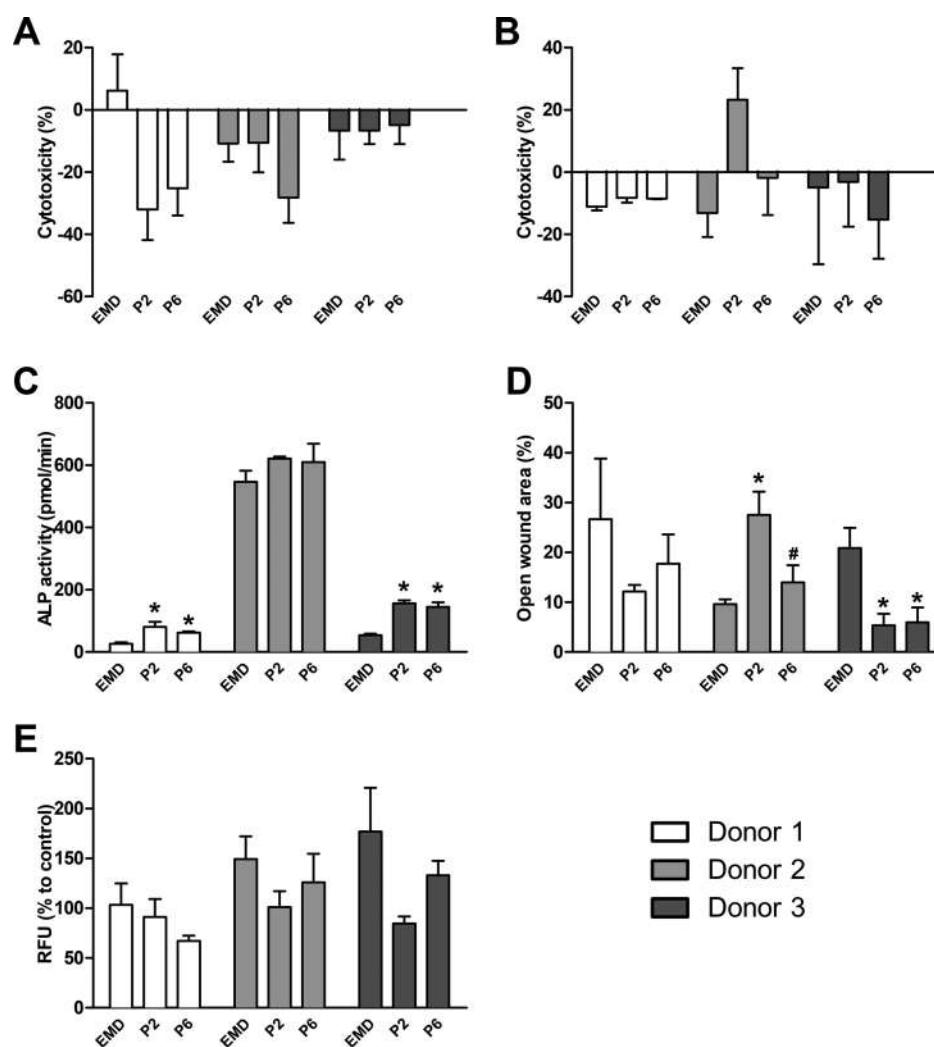 A
Cytotoxicity (%)
20
0
-20
-40
-60
EMD P2 P6 EMD P2 P6 EMD P2 P6
B
Cytotoxicity (%)
40
20
0
-20
-40
EMD P2 P6 EMD P2 P6 EMD P2 P6
C
ALP activity (pmol/min)
800
600
400
200
0
* * * *
EMD P2 P6 EMD P2 P6 EMD P2 P6
D
Open wound area (%)
50
40
30
20
10
0
* # * *
EMD P2 P6 EMD P2 P6 EMD P2 P6
E
RFU (% to control)
250
200
150
100
50
0
EMD P2 P6 EMD P2 P6 EMD P2 P6
Donor 1
Donor 2
Donor 3